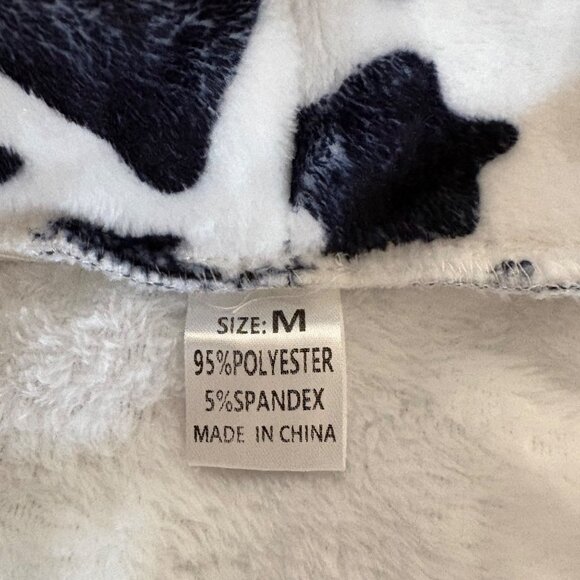 SIZE: M
95%POLYESTER
5%SPANDEX
MADE IN CHINA